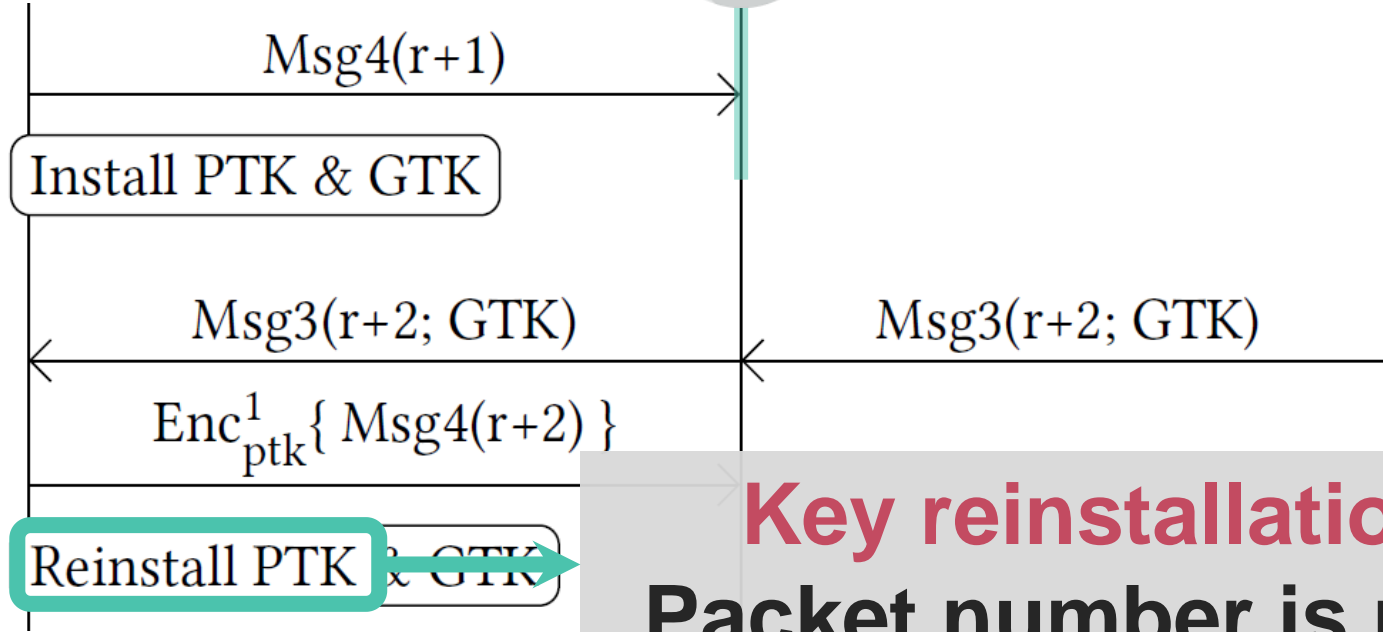 Msg4(r+1)
Install PTK & GTK
Msg3(r+2; GTK) Msg3(r+2; GTK)
Enc¹ₚₜₖ{ Msg4(r+2) }
Key reinstallatio
Reinstall PTK & GTK
Packet number is